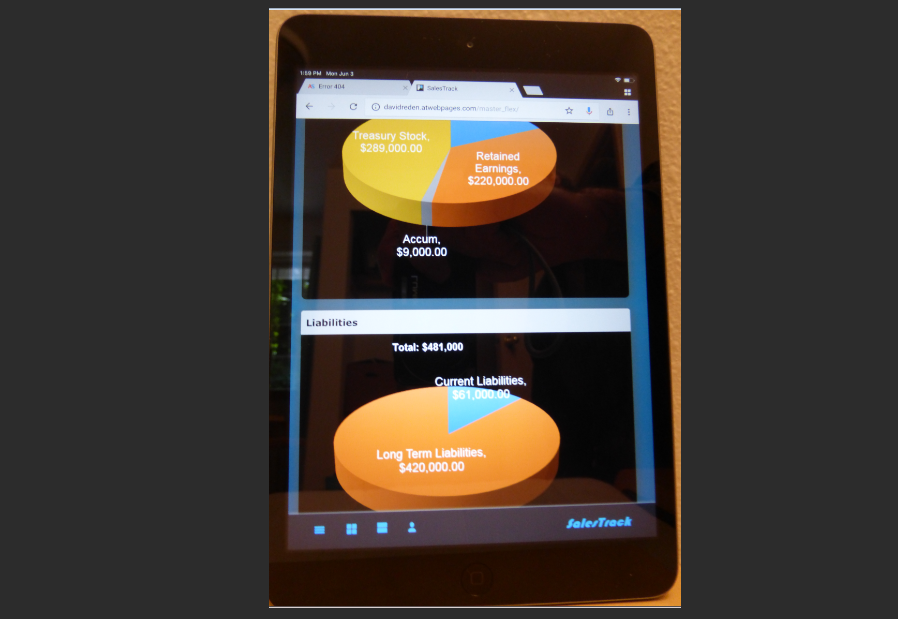 1:59 PM Mon Jun 3
Error 404
SalesTrack
davidreden.atwebpages.com/master_flex/
Treasury Stock,
$289,000.00
Retained
Earnings,
$220,000.00
Accum,
$9,000.00
Liabilities
Total: $481,000
Current Liabilities,
$61,000.00
Long Term Liabilities,
$420,000.00
SalesTrack